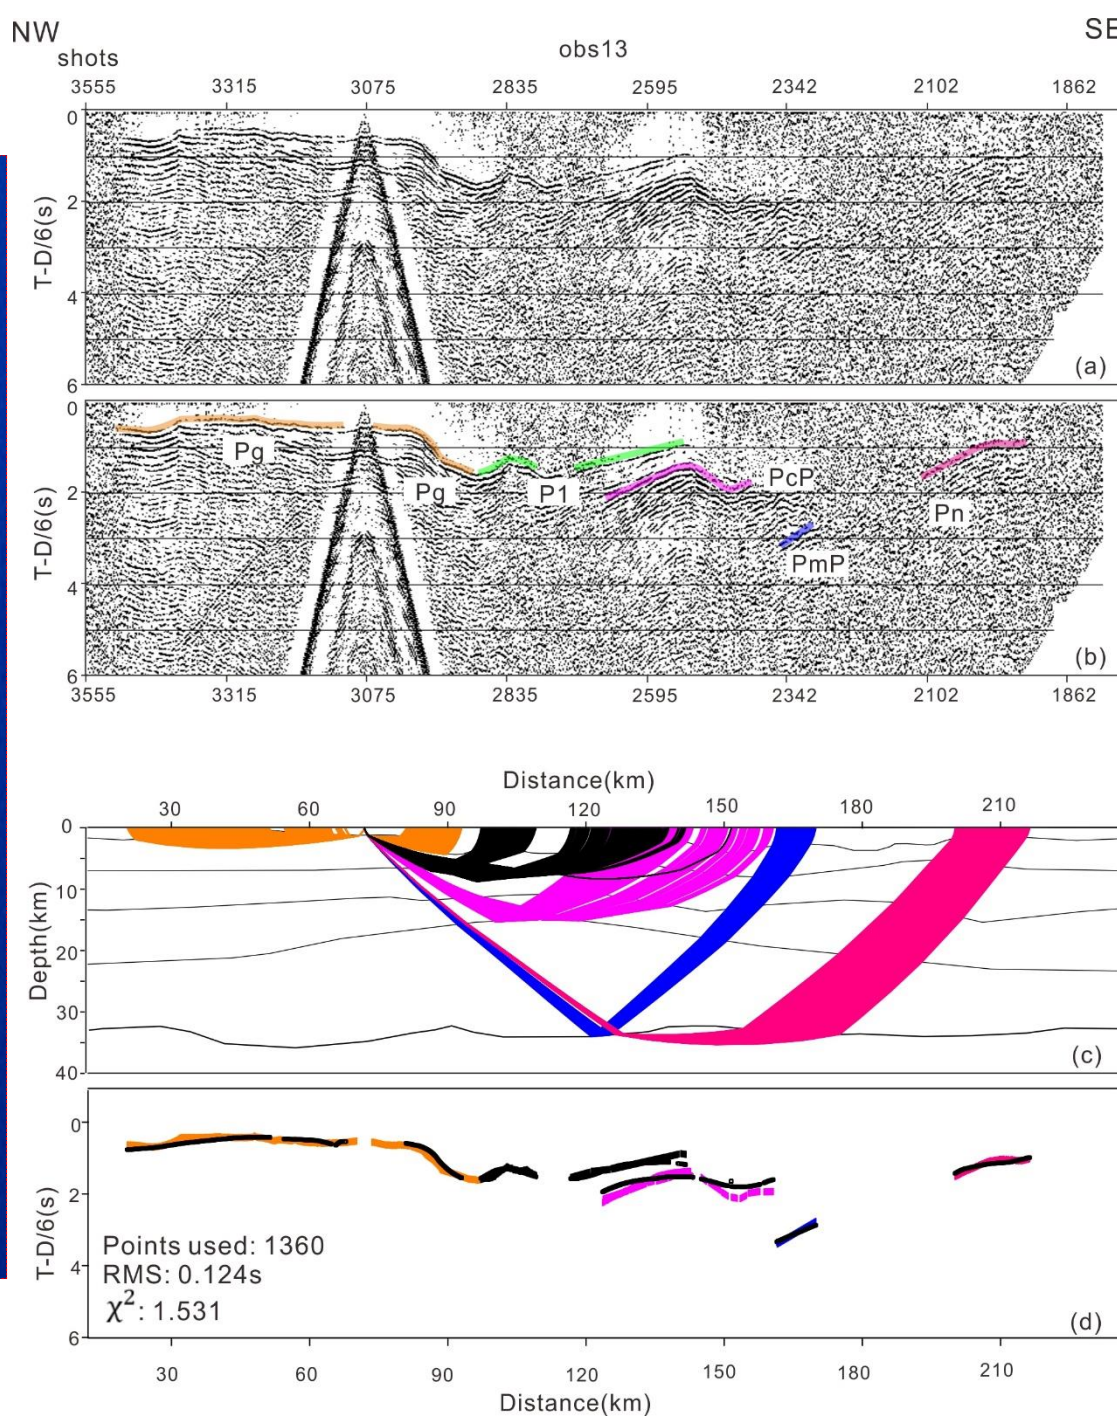 NW SE
shots obs13
3555 3315 3075 2835 2595 2342 2102 1862
0
2
4
6
T-D/6(s)
(a)
0
2
4
6
T-D/6(s)
Pg
Pg
P1
PcP
PmP
Pn
(b)
3555 3315 3075 2835 2595 2342 2102 1862
Distance(km)
30 60 90 120 150 180 210
0
10
20
30
40
Depth(km)
(c)
0
2
4
6
T-D/6(s)
Points used: 1360
RMS: 0.124s
χ²: 1.531
(d)
30 60 90 120 150 180 210
Distance(km)